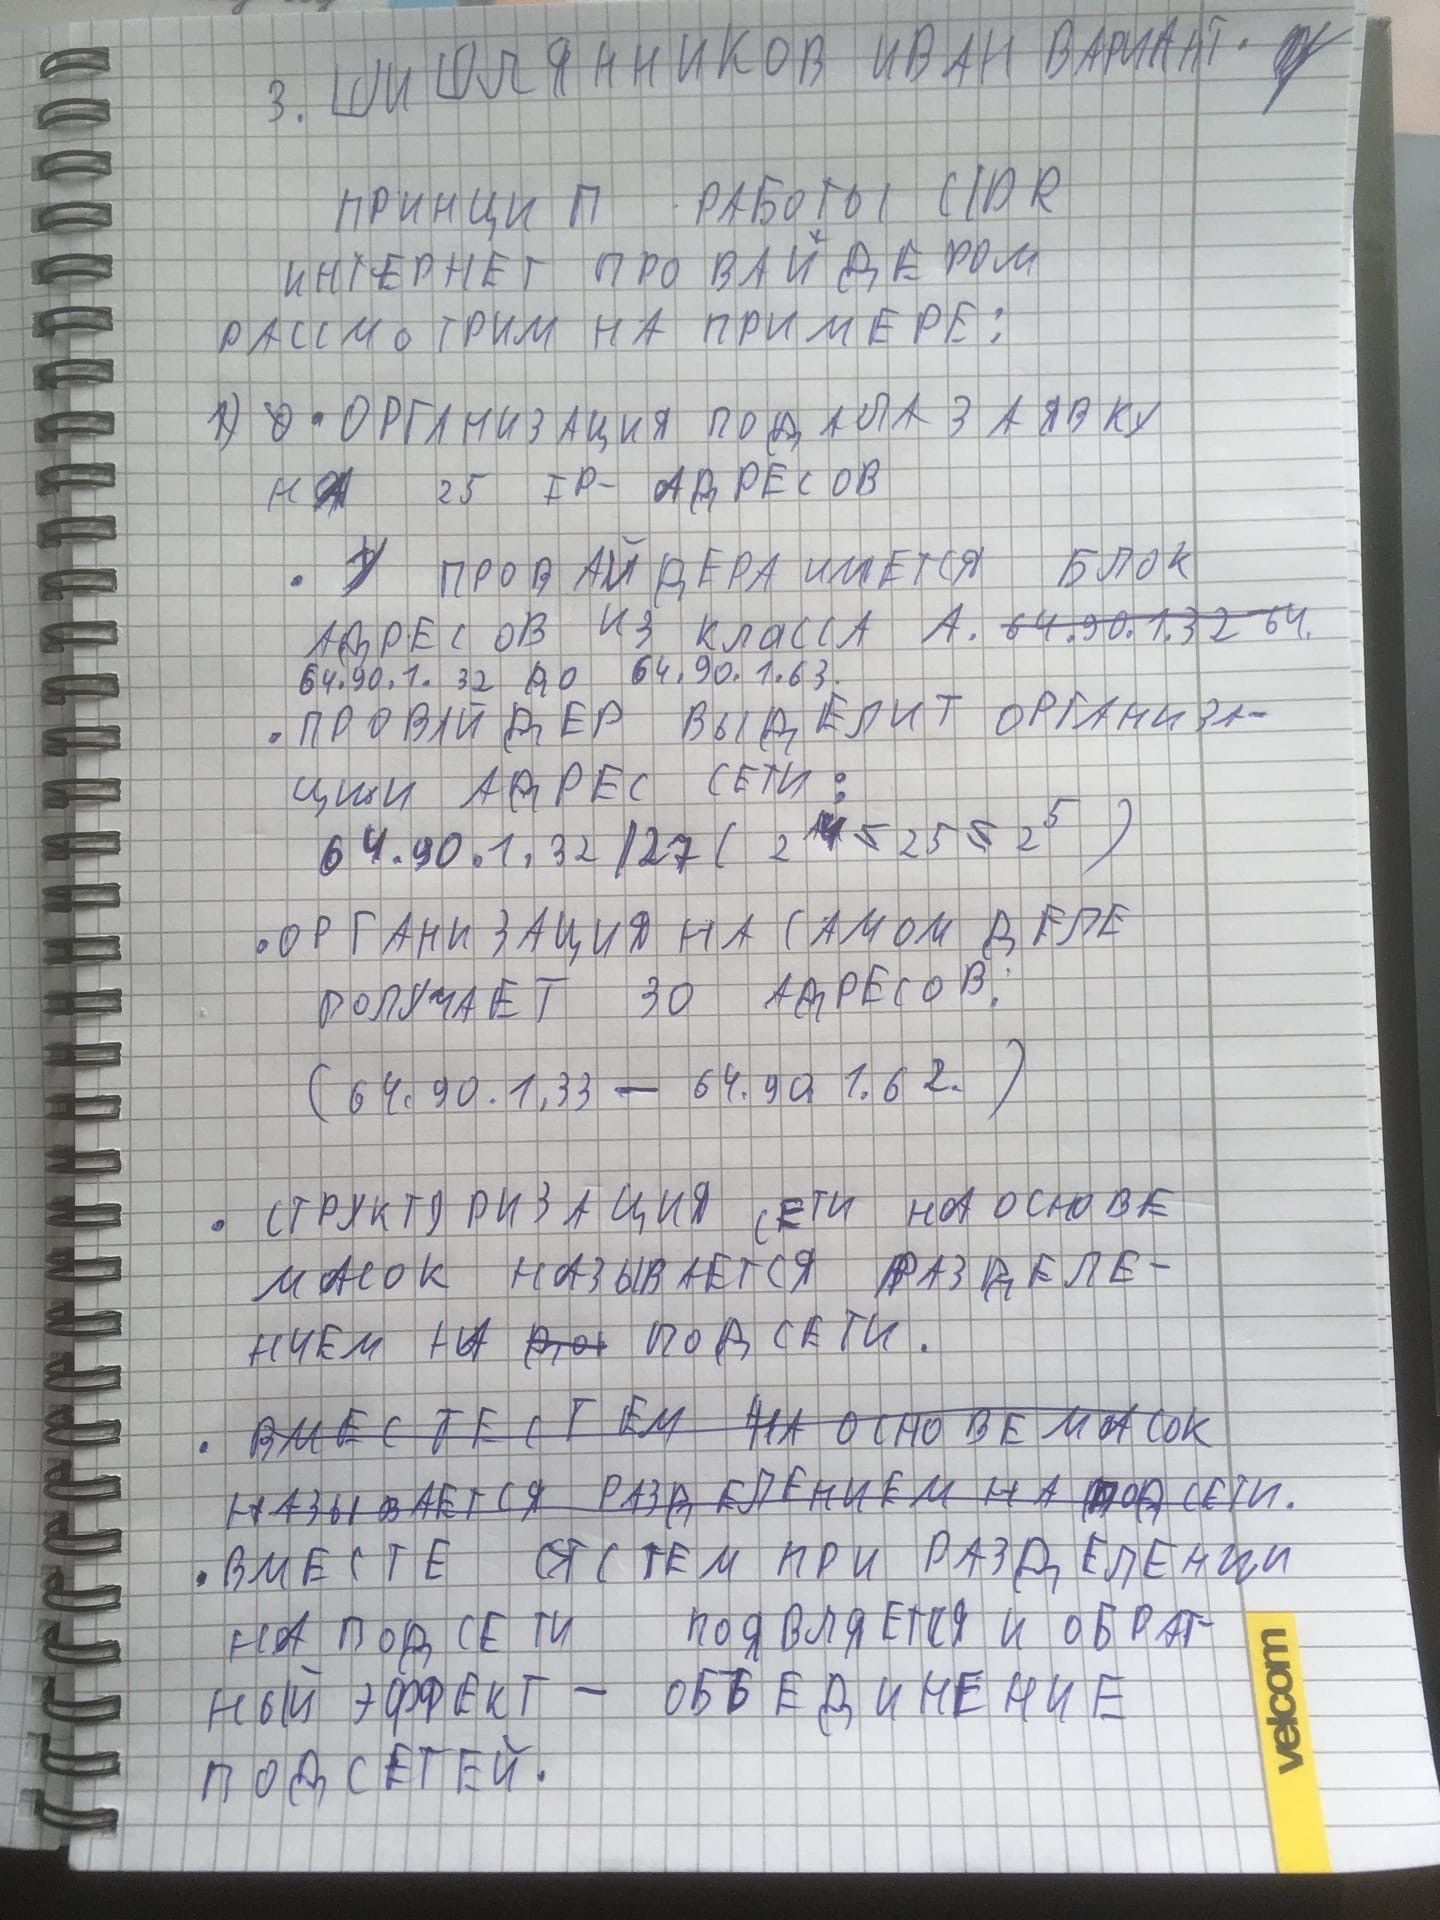 3. ШИШЛЯННИКОВ ИВАН ВАРИАНТ.
ПРИНЦИП РАБОТЫ CIDR
ИНТЕРНЕТ ПРОВАЙДЕРОМ
РАССМОТРИМ НА ПРИМЕРЕ:
1) • ОРГАНИЗАЦИЯ ПОДАЛА ЗАЯВКУ
НА 25 IP- АДРЕСОВ
• У ПРОВАЙДЕРА ИМЕЕТСЯ БЛОК
АДРЕСОВ ИЗ КЛАССА А. 64.90.1.32 64.
64.90.1.32 ДО 64.90.1.63.
• ПРОВАЙДЕР ВЫДЕЛИТ ОРГАНИЗА-
ЦИИ АДРЕС СЕТИ:
64.90.1.32/27 ( 2⁴ ≤ 25 ≤ 2⁵ )
• ОРГАНИЗАЦИЯ НА САМОМ ДЕЛЕ
ПОЛУЧАЕТ 30 АДРЕСОВ:
(64.90.1.33 — 64.90.1.62.)
• СТРУКТУРИЗАЦИЯ СЕТИ НА ОСНОВЕ
МАСОК НАЗЫВАЕТСЯ РАЗДЕЛЕ-
НИЕМ НА ПОДСЕТИ.
• ВМЕСТЕ С ТЕМ НА ОСНОВЕ МАСОК
НАЗЫВАЕТСЯ РАЗДЕЛЕНИЕМ НА ПОДСЕТИ.
• ВМЕСТЕ С ТЕМ ПРИ РАЗДЕЛЕНИИ
НА ПОДСЕТИ ПОЯВЛЯЕТСЯ И ОБРАТ-
НЫЙ ЭФФЕКТ — ОБЪЕДИНЕНИЕ
ПОДСЕТЕЙ.
velcom